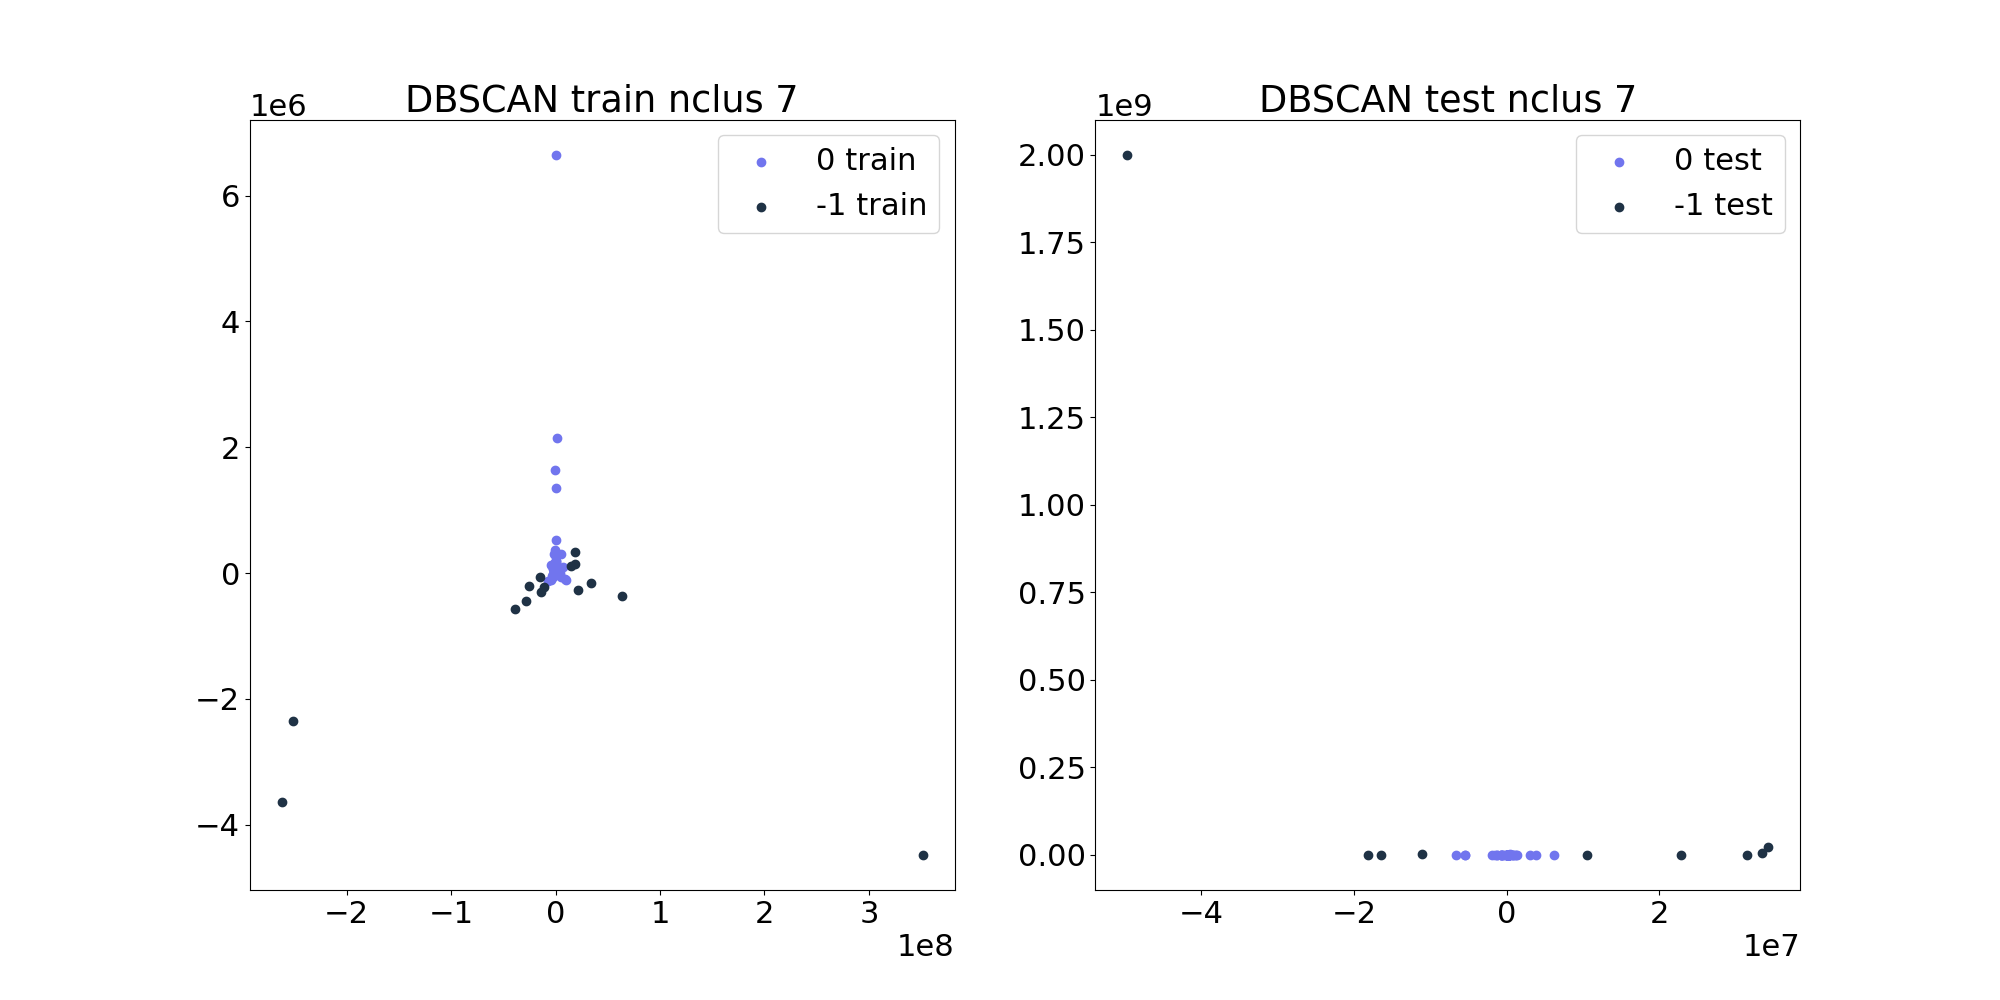 DBSCAN train nclus 7
1e6
0 train
-1 train
6
4
2
0
−2
−4
−2
−1
0
1
2
3
1e8
DBSCAN test nclus 7
1e9
0 test
-1 test
2.00
1.75
1.50
1.25
1.00
0.75
0.50
0.25
0.00
−4
−2
0
2
1e7